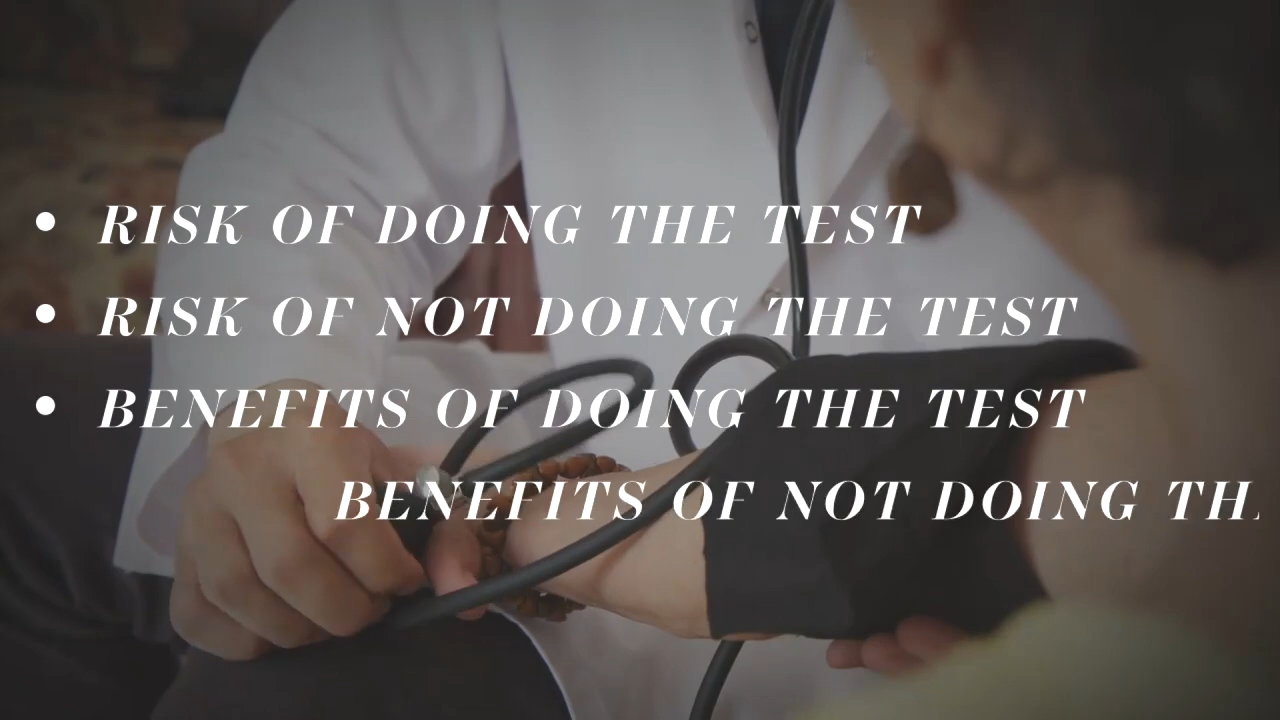 • RISK OF DOING THE TEST
• RISK OF NOT DOING THE TEST
• BENEFITS OF DOING THE TEST
BENEFITS OF NOT DOING